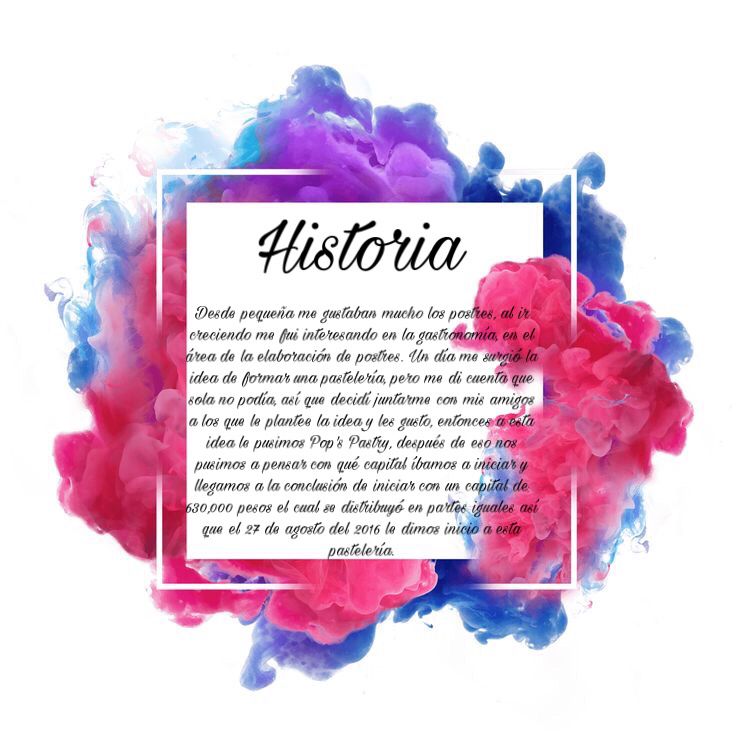 Historia
Desde pequeña me gustaban mucho los postres, al ir
creciendo me fui interesando en la gastronomía, en el
área de la elaboración de postres. Un día me surgió la
idea de formar una pastelería, pero me di cuenta que
sola no podía, así que decidí juntarme con mis amigos
a los que le plantee la idea y les gusto, entonces a esta
idea le pusimos Pop's Pastry, después de eso nos
pusimos a pensar con qué capital íbamos a iniciar y
llegamos a la conclusión de iniciar con un capital de
680,000 pesos el cual se distribuyó en partes iguales así
que el 27 de agosto del 2016 le dimos inicio a esta
pastelería.